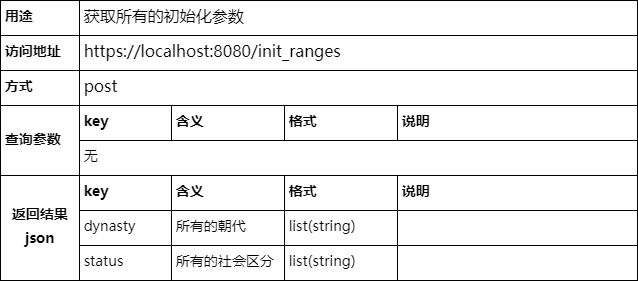 用途 获取所有的初始化参数
访问地址 https://localhost:8080/init_ranges
方式 post
查询参数 key 含义 格式 说明
无
返回结果 json key 含义 格式 说明
dynasty 所有的朝代 list(string)
status 所有的社会区分 list(string)